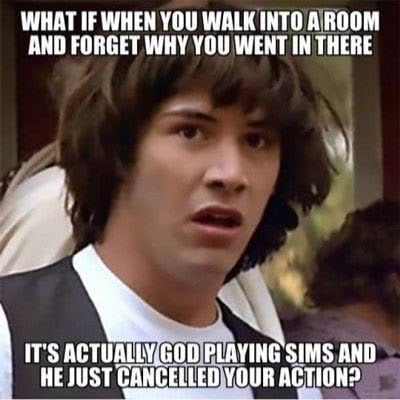 WHAT IF WHEN YOU WALK INTO A ROOM
AND FORGET WHY YOU WENT IN THERE
IT'S ACTUALLY GOD PLAYING SIMS AND
HE JUST CANCELLED YOUR ACTION?